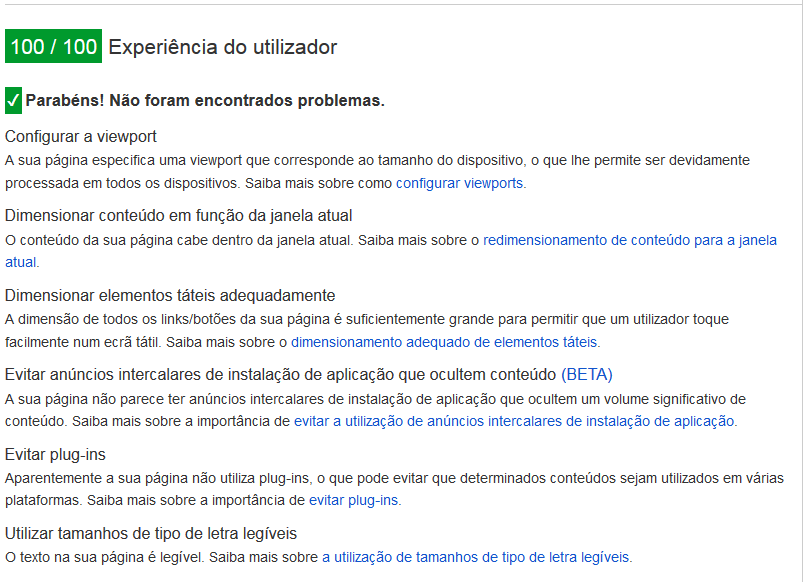 100 / 100 Experiência do utilizador
✓ Parabéns! Não foram encontrados problemas.
Configurar a viewport
A sua página especifica uma viewport que corresponde ao tamanho do dispositivo, o que lhe permite ser devidamente
processada em todos os dispositivos. Saiba mais sobre como configurar viewports.
Dimensionar conteúdo em função da janela atual
O conteúdo da sua página cabe dentro da janela atual. Saiba mais sobre o redimensionamento de conteúdo para a janela
atual.
Dimensionar elementos táteis adequadamente
A dimensão de todos os links/botões da sua página é suficientemente grande para permitir que um utilizador toque
facilmente num ecrã tátil. Saiba mais sobre o dimensionamento adequado de elementos táteis.
Evitar anúncios intercalares de instalação de aplicação que ocultem conteúdo (BETA)
A sua página não parece ter anúncios intercalares de instalação de aplicação que ocultem um volume significativo de
conteúdo. Saiba mais sobre a importância de evitar a utilização de anúncios intercalares de instalação de aplicação.
Evitar plug-ins
Aparentemente a sua página não utiliza plug-ins, o que pode evitar que determinados conteúdos sejam utilizados em várias
plataformas. Saiba mais sobre a importância de evitar plug-ins.
Utilizar tamanhos de tipo de letra legíveis
O texto na sua página é legível. Saiba mais sobre a utilização de tamanhos de tipo de letra legíveis.